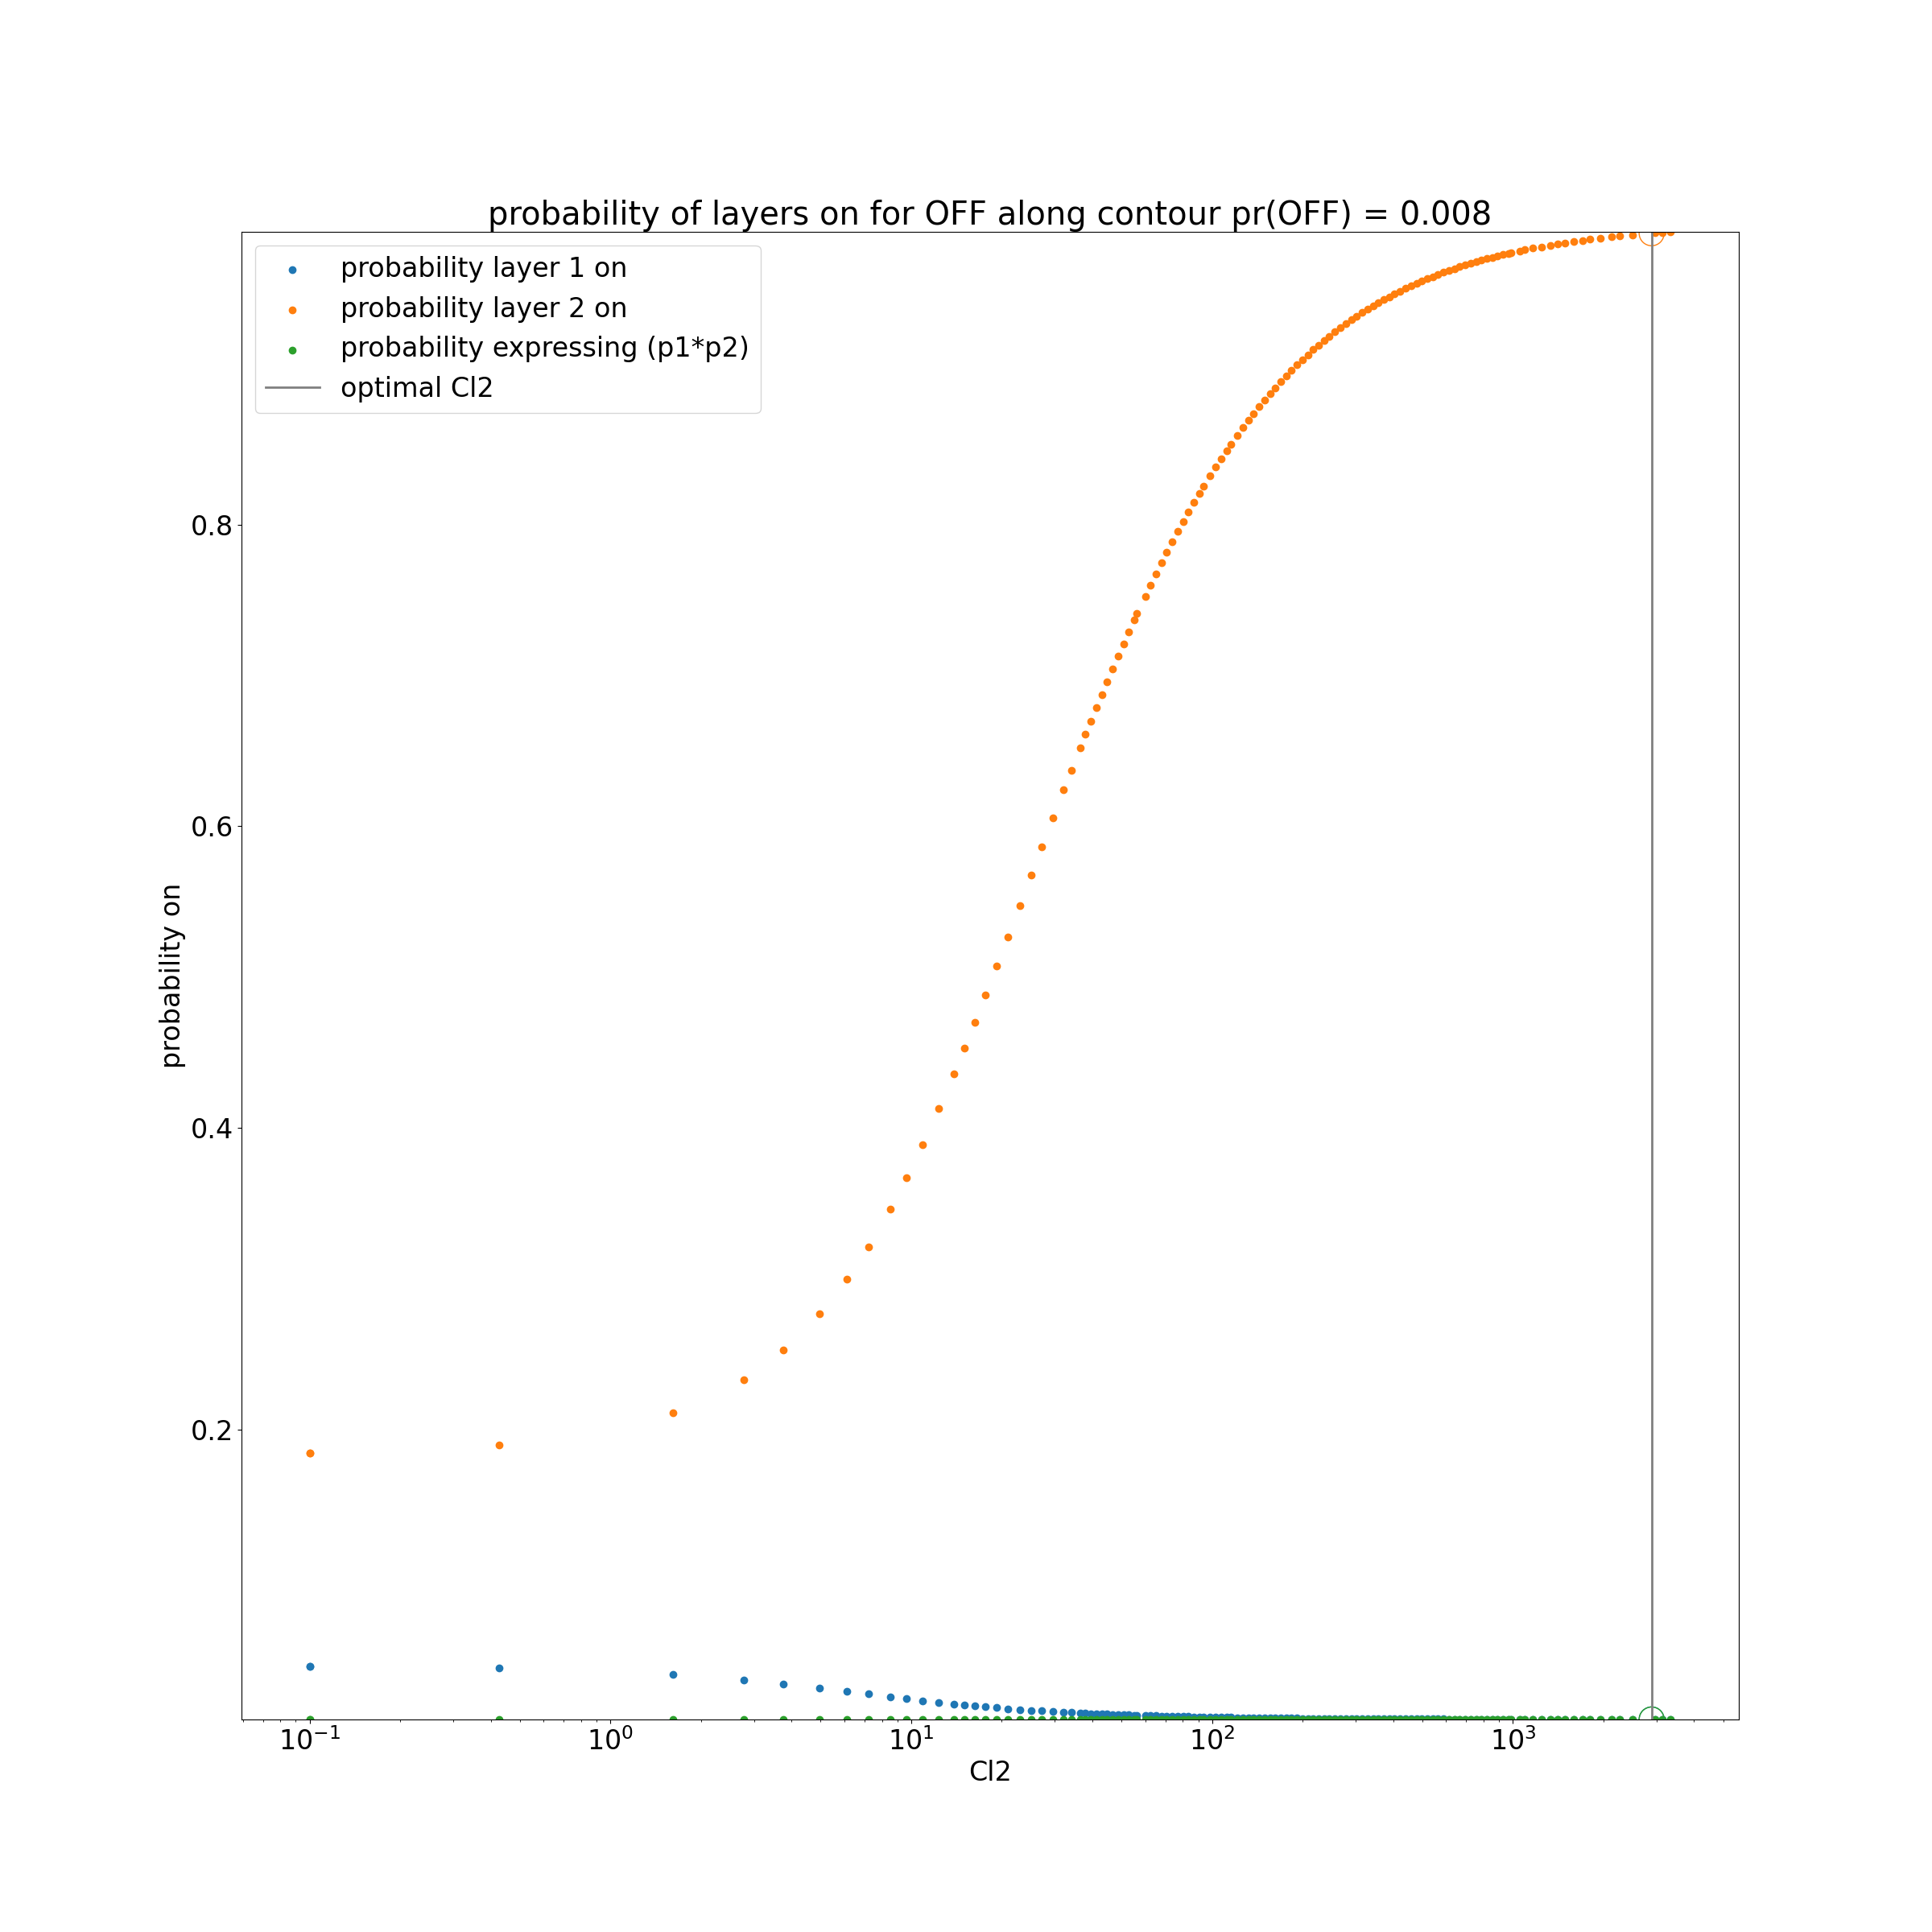 probability of layers on for OFF along contour pr(OFF) = 0.008
probability layer 1 on
probability layer 2 on
probability expressing (p1*p2)
optimal Cl2
0.8
0.6
0.4
0.2
probability on
10⁻¹ 10⁰ 10¹ 10² 10³
Cl2